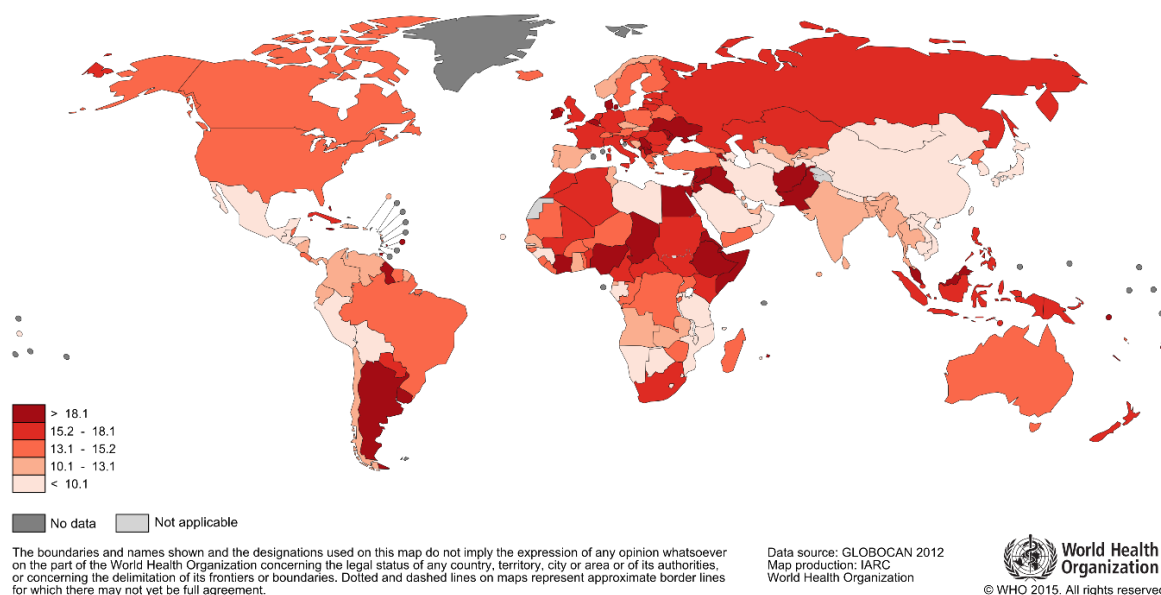 > 18.1
15.2 - 18.1
13.1 - 15.2
10.1 - 13.1
< 10.1
No data
Not applicable
The boundaries and names shown and the designations used on this map do not imply the expression of any opinion whatsoever
on the part of the World Health Organization concerning the legal status of any country, territory, city or area or of its authorities,
or concerning the delimitation of its frontiers or boundaries. Dotted and dashed lines on maps represent approximate border lines
for which there may not yet be full agreement.
Data source: GLOBOCAN 2012
Map production: IARC
World Health Organization
World Health
Organization
© WHO 2015. All rights reserved